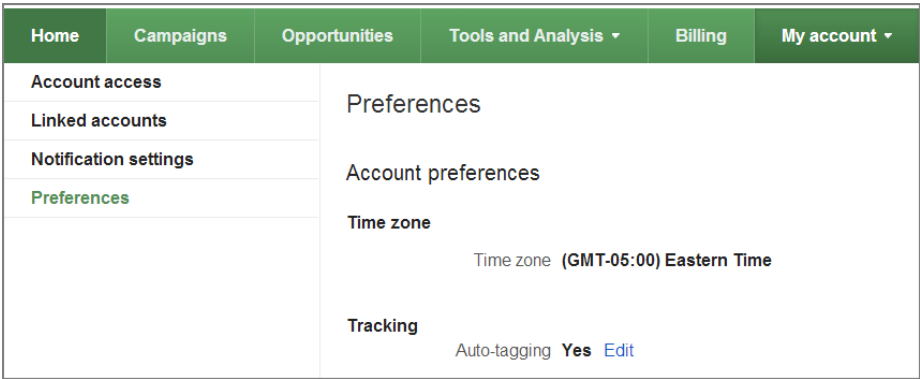 Home Campaigns Opportunities Tools and Analysis Billing My account
Account access
Linked accounts
Notification settings
Preferences
Preferences
Account preferences
Time zone
Time zone (GMT-05:00) Eastern Time
Tracking
Auto-tagging Yes Edit